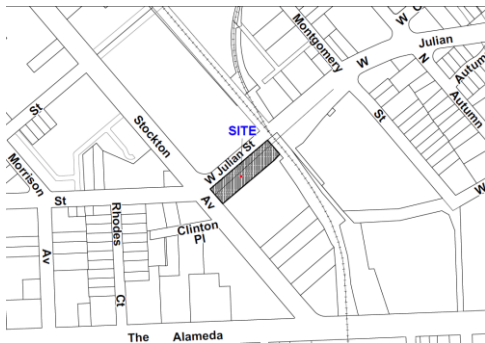 Montgomery
W
C
Julian
W
N
Autumn
St
Autumn
W
SITE
W Julian St
St
Stockton
Av
Morrison
Av
St
Rhodes
Ct
Clinton
Pl
The Alameda